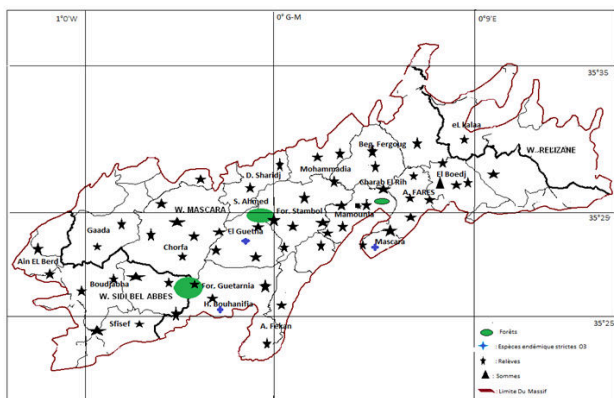 1°0'W
0° G-M
0°9'E
35°35
eL kalaa
W. RELIZANE
Ben. Fergoug
Mohammadia
D. Sharidj
Gharab El Rih
El Boedj
A. FARES
W. MASCARA
S. Ahmed
For. Stambol
Mamounia
35°29
Gaada
El Guetna
Mascara
Chorfa
Ain EL Berd
Boudjabba
For. Guetarnia
W. SIDI BEL ABBES
H. Bouhanifia
Sfisef
A. Fekan
35°25
Forêts
: Espèces endémique strictes O3
: Relèves
: Sommes
: Limite Du Massif